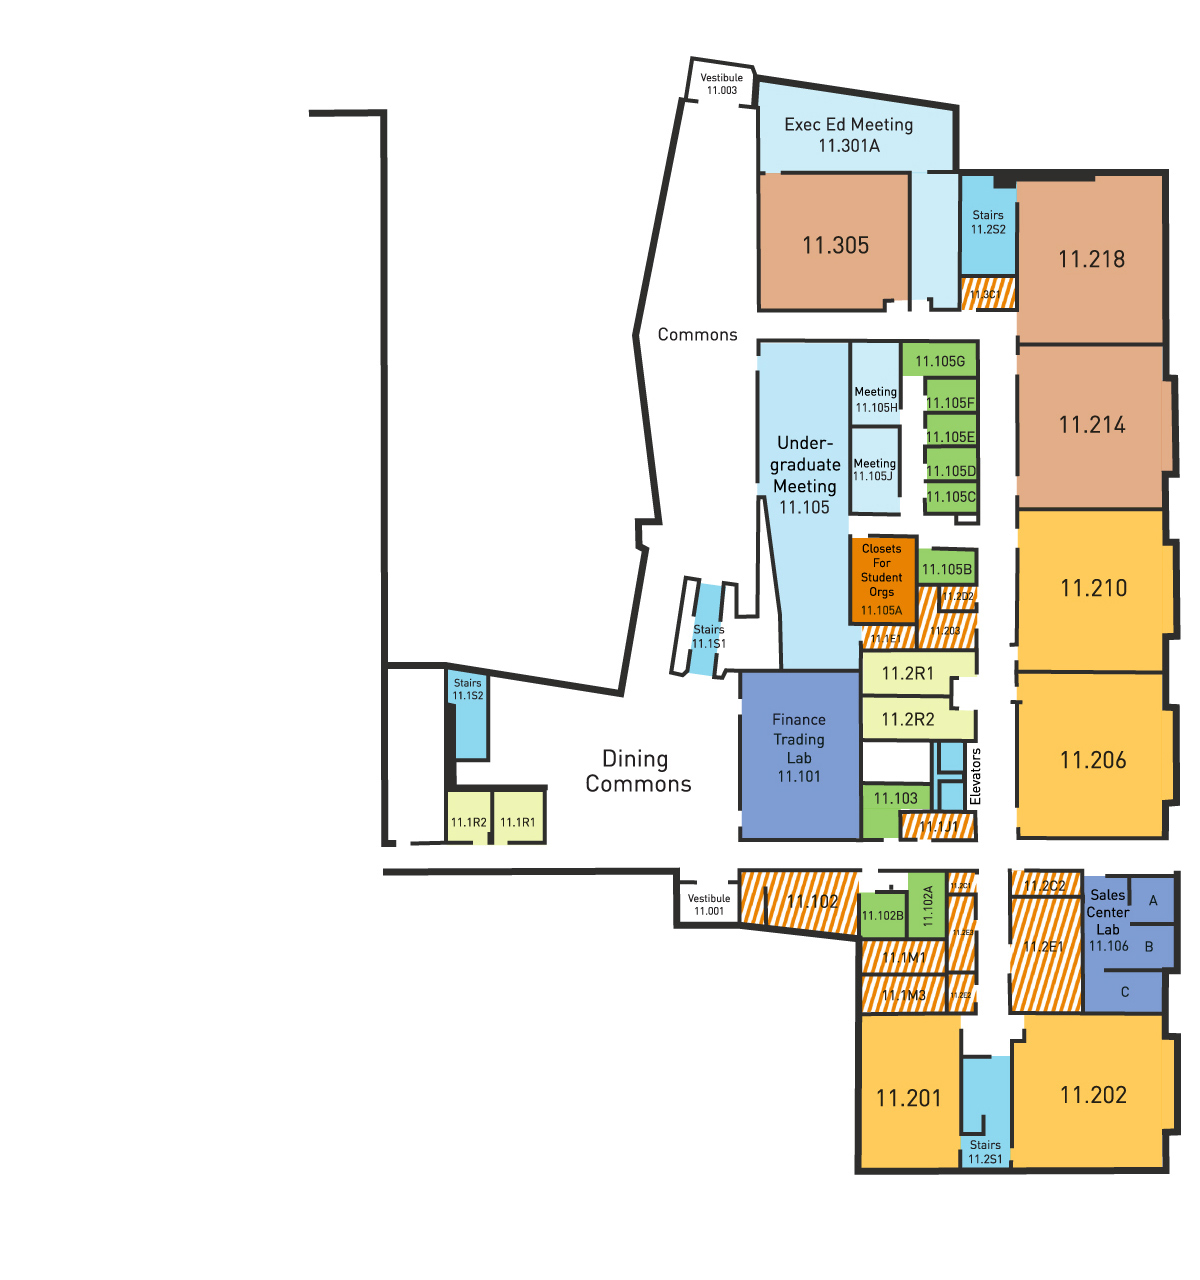 Vestibule
11.003
Exec Ed Meeting
11.301A
11.305
Stairs
11.2S2
11.218
11.3C1
Commons
11.105G
Meeting
11.105H
11.105F
11.214
11.105E
Under-
graduate
Meeting
11.105
Meeting
11.105J
11.105D
11.105C
Closets
For
Student
Orgs
11.105A
11.105B
11.210
11.2D2
11.203
11.1E1
Stairs
11.1S1
11.2R1
Stairs
11.1S2
11.2R2
Finance
Trading
Lab
11.101
Dining
Commons
Elevators
11.206
11.103
11.1R2
11.1R1
11.1J1
Vestibule
11.001
11.102
11.102B
11.102A
11.2C1
11.2C2
Sales
Center
Lab
11.106
A
B
C
11.2E3
11.2E1
11.1M1
11.1M3
11.2E2
11.201
11.202
Stairs
11.2S1